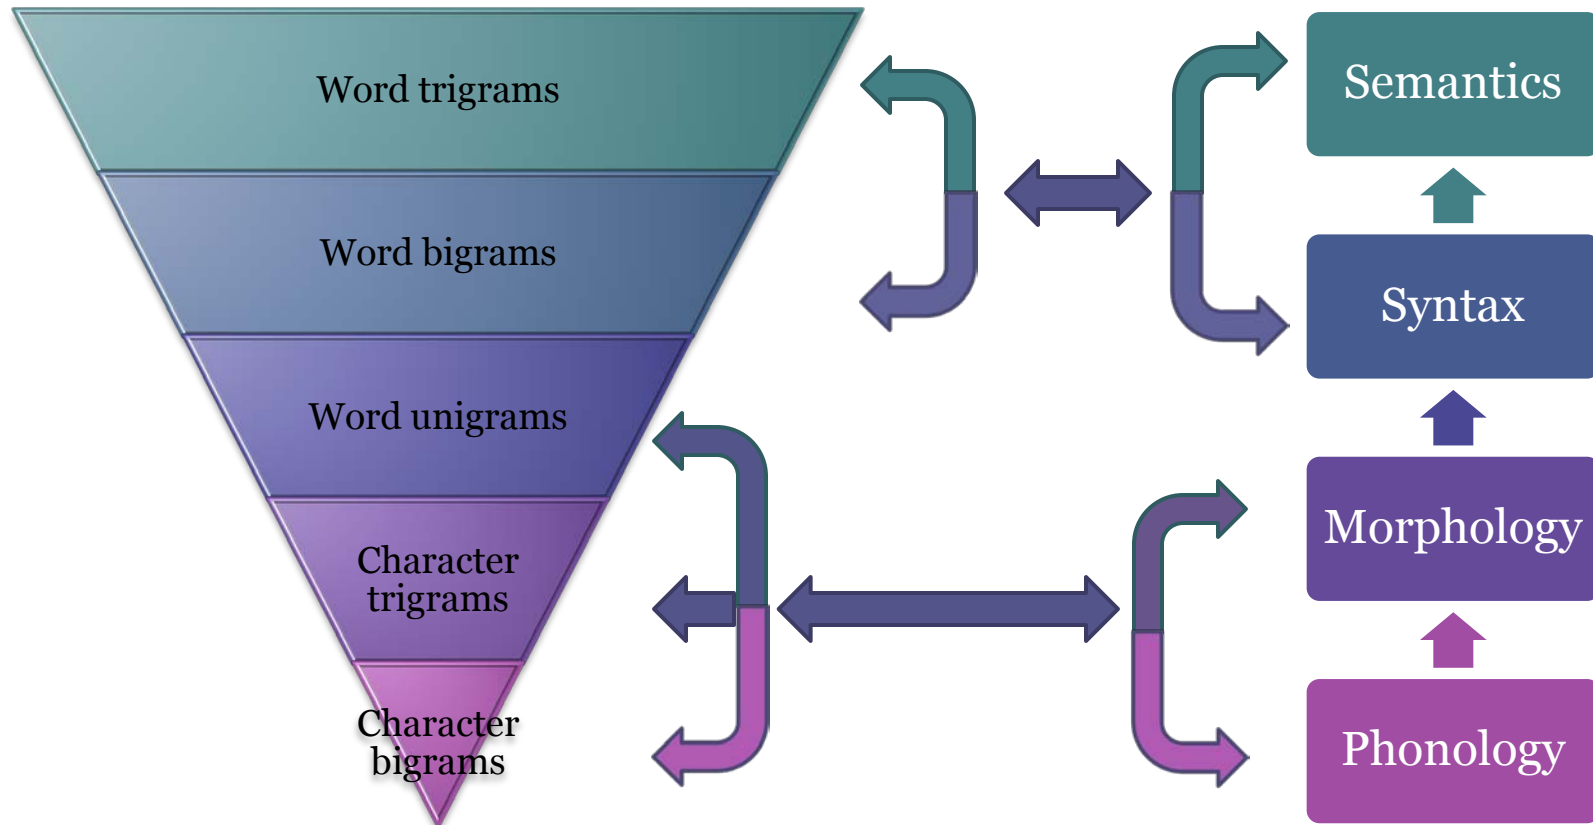 Word trigrams
Word bigrams
Word unigrams
Character
trigrams
Character
bigrams
Semantics
Syntax
Morphology
Phonology